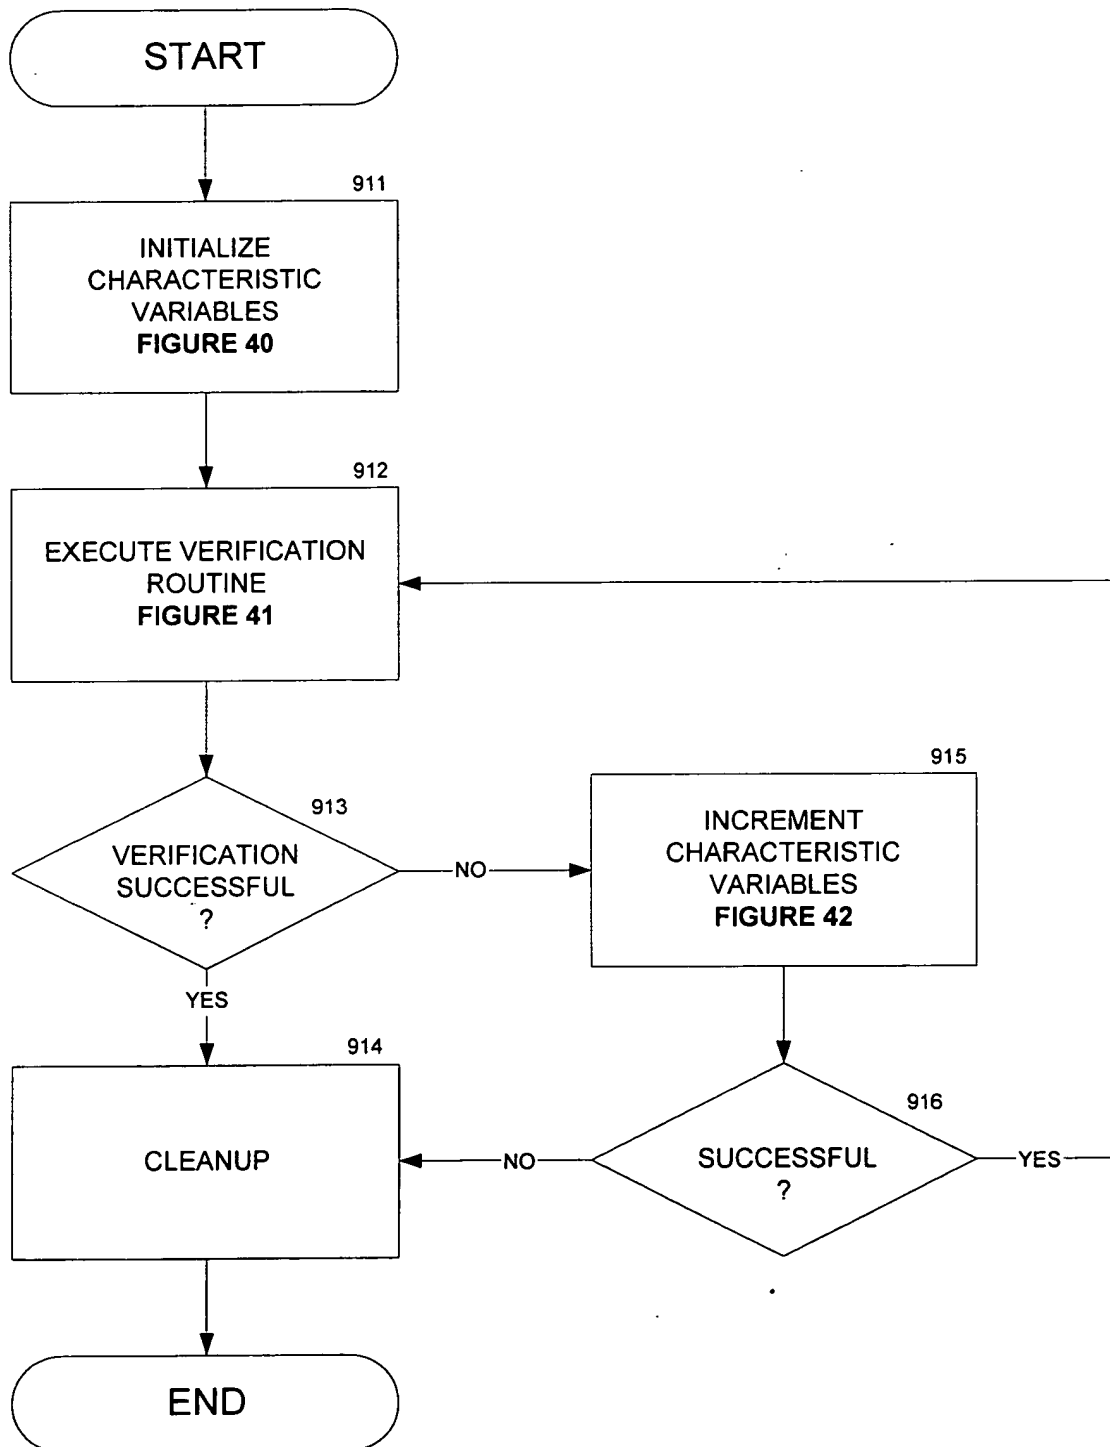 START
911
INITIALIZE
CHARACTERISTIC
VARIABLES
FIGURE 40
912
EXECUTE VERIFICATION
ROUTINE
FIGURE 41
913
VERIFICATION
SUCCESSFUL
?
NO
915
INCREMENT
CHARACTERISTIC
VARIABLES
FIGURE 42
YES
914
CLEANUP
NO
916
SUCCESSFUL
?
YES
END